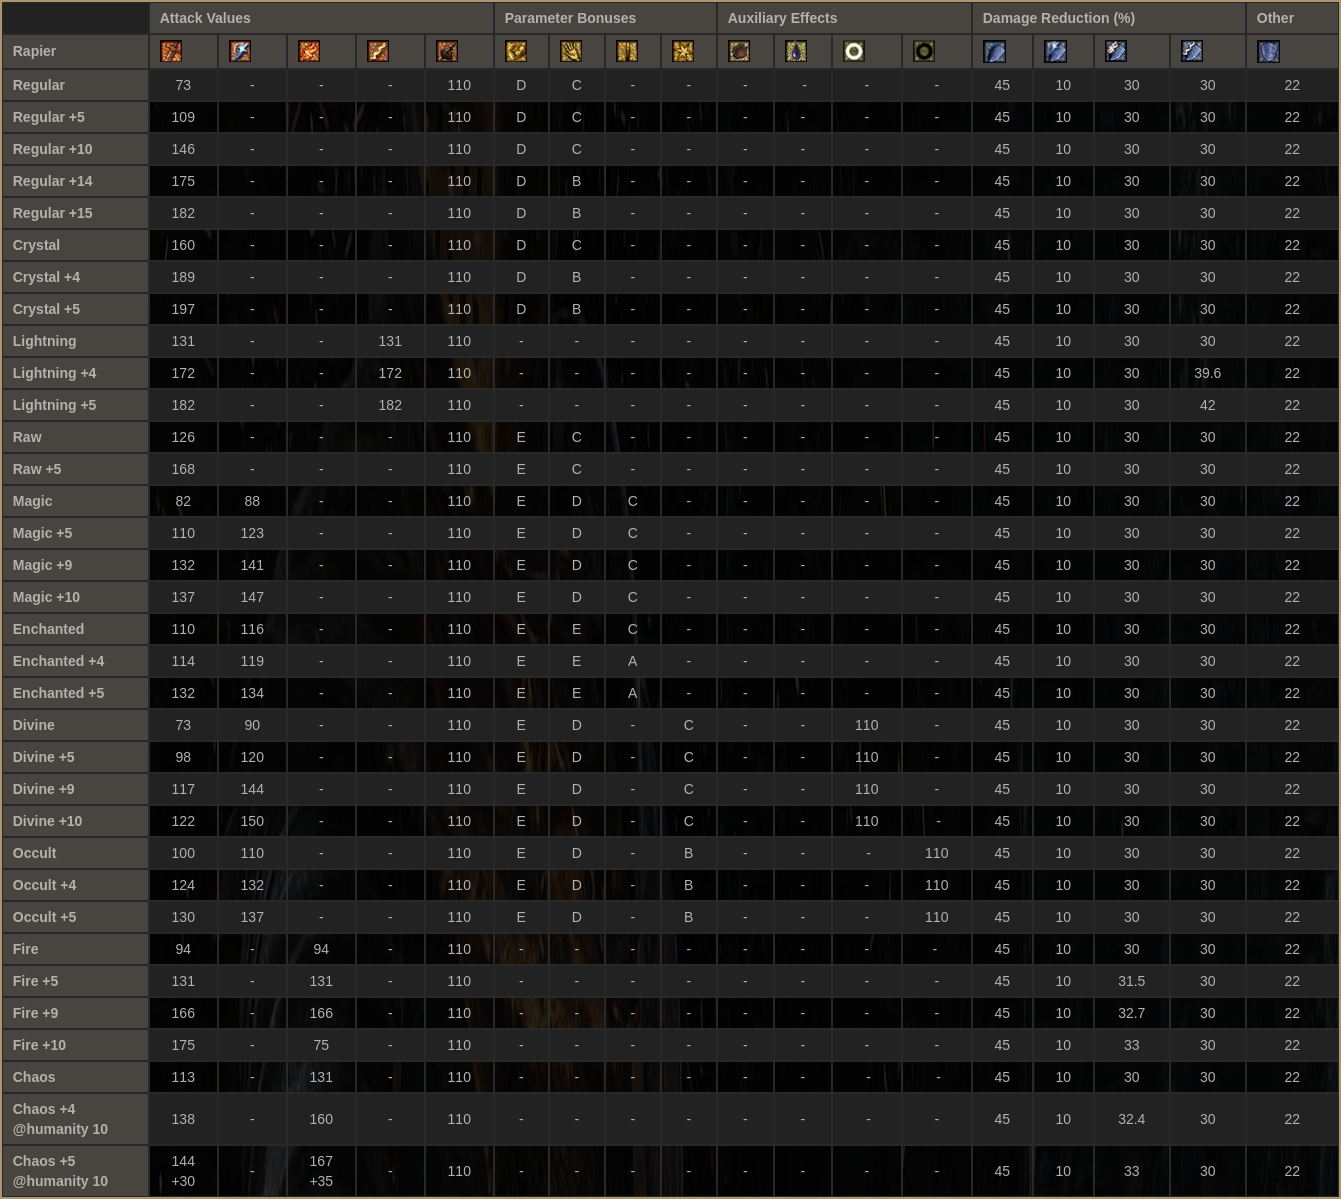 Attack Values Parameter Bonuses Auxiliary Effects Damage Reduction (%) Other
Rapier
Regular 73 - - - 110 D C - - - - - - 45 10 30 30 22
Regular +5 109 - - - 110 D C - - - - - - 45 10 30 30 22
Regular +10 146 - - - 110 D C - - - - - - 45 10 30 30 22
Regular +14 175 - - - 110 D B - - - - - - 45 10 30 30 22
Regular +15 182 - - - 110 D B - - - - - - 45 10 30 30 22
Crystal 160 - - - 110 D C - - - - - - 45 10 30 30 22
Crystal +4 189 - - - 110 D B - - - - - - 45 10 30 30 22
Crystal +5 197 - - - 110 D B - - - - - - 45 10 30 30 22
Lightning 131 - - 131 110 - - - - - - - - 45 10 30 30 22
Lightning +4 172 - - 172 110 - - - - - - - - 45 10 30 39.6 22
Lightning +5 182 - - 182 110 - - - - - - - - 45 10 30 42 22
Raw 126 - - - 110 E C - - - - - - 45 10 30 30 22
Raw +5 168 - - - 110 E C - - - - - - 45 10 30 30 22
Magic 82 88 - - 110 E D C - - - - - 45 10 30 30 22
Magic +5 110 123 - - 110 E D C - - - - - 45 10 30 30 22
Magic +9 132 141 - - 110 E D C - - - - - 45 10 30 30 22
Magic +10 137 147 - - 110 E D C - - - - - 45 10 30 30 22
Enchanted 110 116 - - 110 E E C - - - - - 45 10 30 30 22
Enchanted +4 114 119 - - 110 E E A - - - - - 45 10 30 30 22
Enchanted +5 132 134 - - 110 E E A - - - - - 45 10 30 30 22
Divine 73 90 - - 110 E D - C - - 110 - 45 10 30 30 22
Divine +5 98 120 - - 110 E D - C - - 110 - 45 10 30 30 22
Divine +9 117 144 - - 110 E D - C - - 110 - 45 10 30 30 22
Divine +10 122 150 - - 110 E D - C - - 110 - 45 10 30 30 22
Occult 100 110 - - 110 E D - B - - - 110 45 10 30 30 22
Occult +4 124 132 - - 110 E D - B - - - 110 45 10 30 30 22
Occult +5 130 137 - - 110 E D - B - - - 110 45 10 30 30 22
Fire 94 - 94 - 110 - - - - - - - - 45 10 30 30 22
Fire +5 131 - 131 - 110 - - - - - - - - 45 10 31.5 30 22
Fire +9 166 - 166 - 110 - - - - - - - - 45 10 32.7 30 22
Fire +10 175 - 75 - 110 - - - - - - - - 45 10 33 30 22
Chaos 113 - 131 - 110 - - - - - - - - 45 10 30 30 22
Chaos +4
@humanity 10 138 - 160 - 110 - - - - - - - - 45 10 32.4 30 22
Chaos +5 144 167
@humanity 10 +30 - +35 - 110 - - - - - - - - 45 10 33 30 22